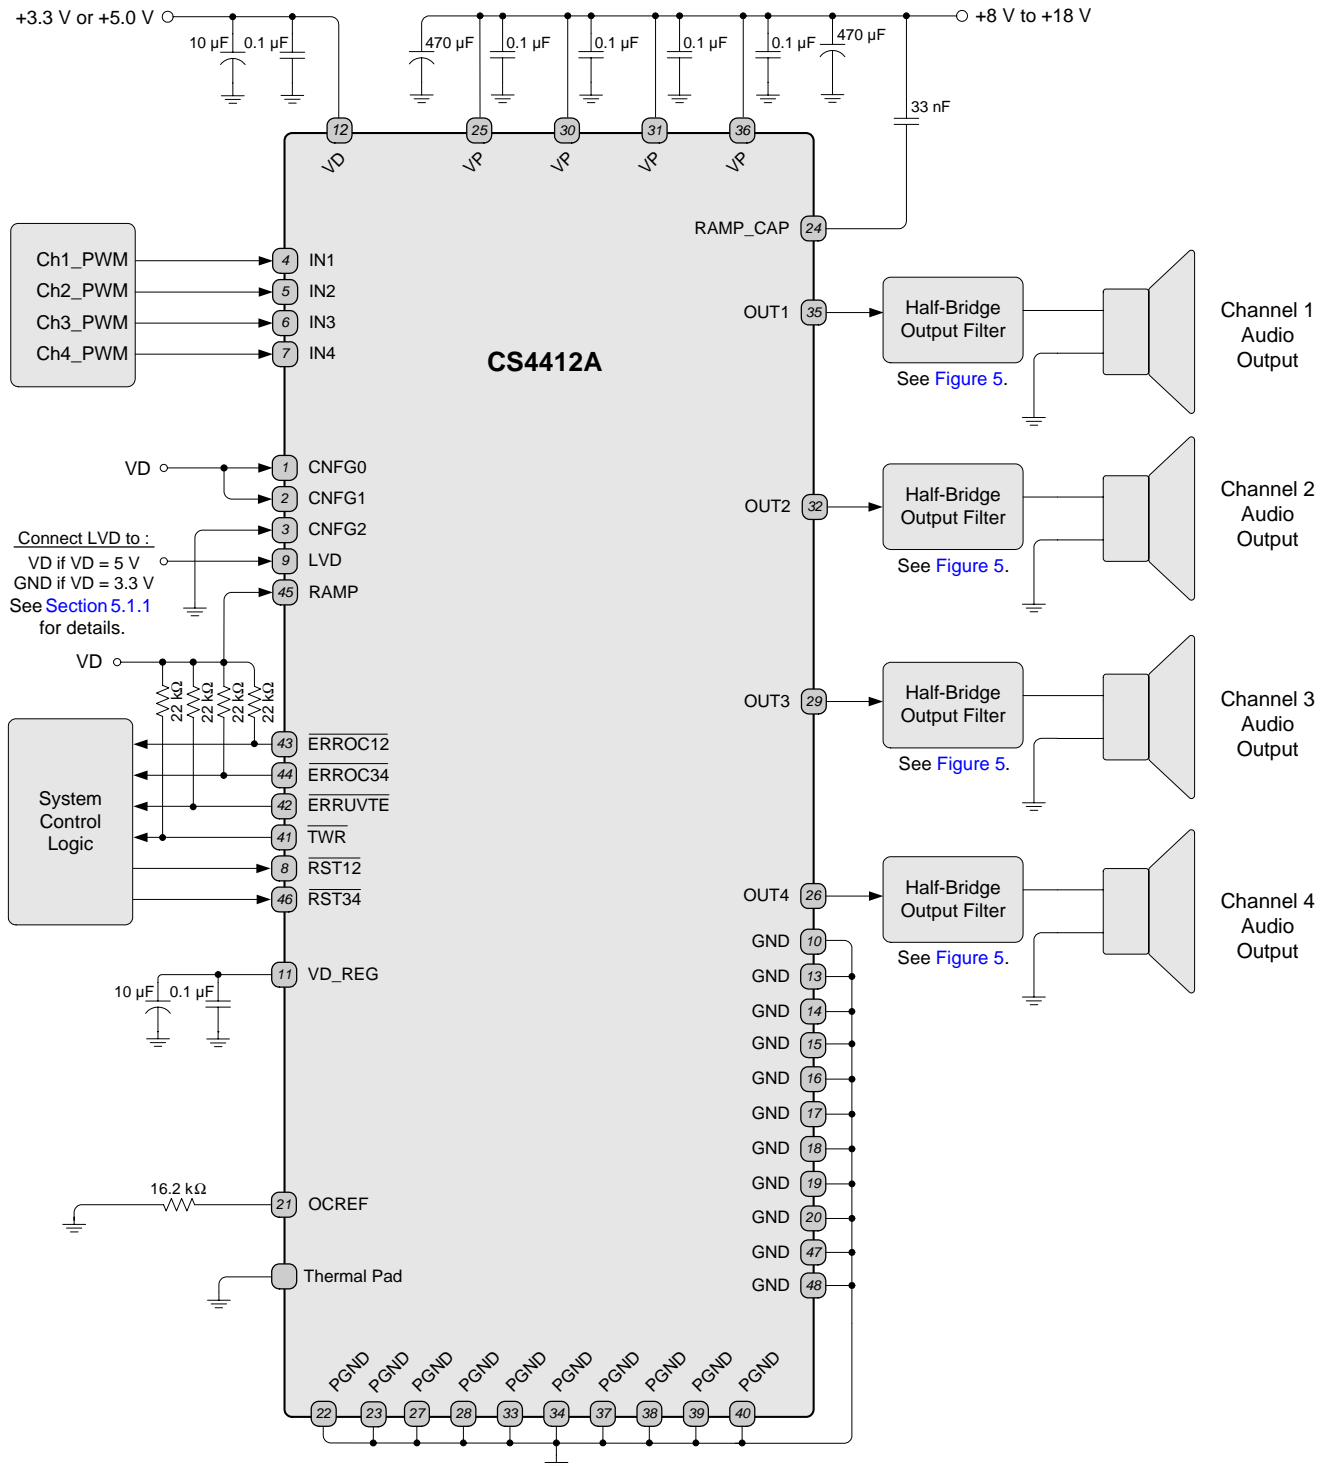 +3.3 V or +5.0 V
+8 V to +18 V
10 µF
0.1 µF
470 µF
0.1 µF
0.1 µF
0.1 µF
0.1 µF
470 µF
33 nF
12
25
30
31
36
VD
VP
VP
VP
VP
RAMP_CAP
24
Ch1_PWM
4
IN1
Ch2_PWM
5
IN2
Ch3_PWM
6
IN3
Ch4_PWM
7
IN4
CS4412A
OUT1
35
Half-Bridge
Output Filter
See Figure 5.
Channel 1
Audio
Output
VD
1
CNFG0
2
CNFG1
3
CNFG2
Connect LVD to :
VD if VD = 5 V
GND if VD = 3.3 V
See Section 5.1.1
for details.
9
LVD
45
RAMP
OUT2
32
Half-Bridge
Output Filter
See Figure 5.
Channel 2
Audio
Output
VD
22 kΩ
22 kΩ
22 kΩ
22 kΩ
OUT3
29
Half-Bridge
Output Filter
See Figure 5.
Channel 3
Audio
Output
System
Control
Logic
43
ERROC12
44
ERROC34
42
ERRUVTE
41
TWR
8
RST12
46
RST34
OUT4
26
Half-Bridge
Output Filter
See Figure 5.
Channel 4
Audio
Output
10 µF
0.1 µF
11
VD_REG
GND
10
GND
13
GND
14
GND
15
GND
16
GND
17
GND
18
GND
19
GND
20
GND
47
GND
48
16.2 kΩ
21
OCREF
Thermal Pad
PGND
PGND
PGND
PGND
PGND
PGND
PGND
PGND
PGND
PGND
22
23
27
28
33
34
37
38
39
40